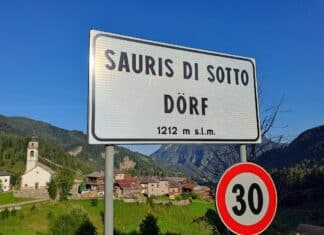 SAURIS DI SOTTO
DÖRF
1212 m s.l.m.
30